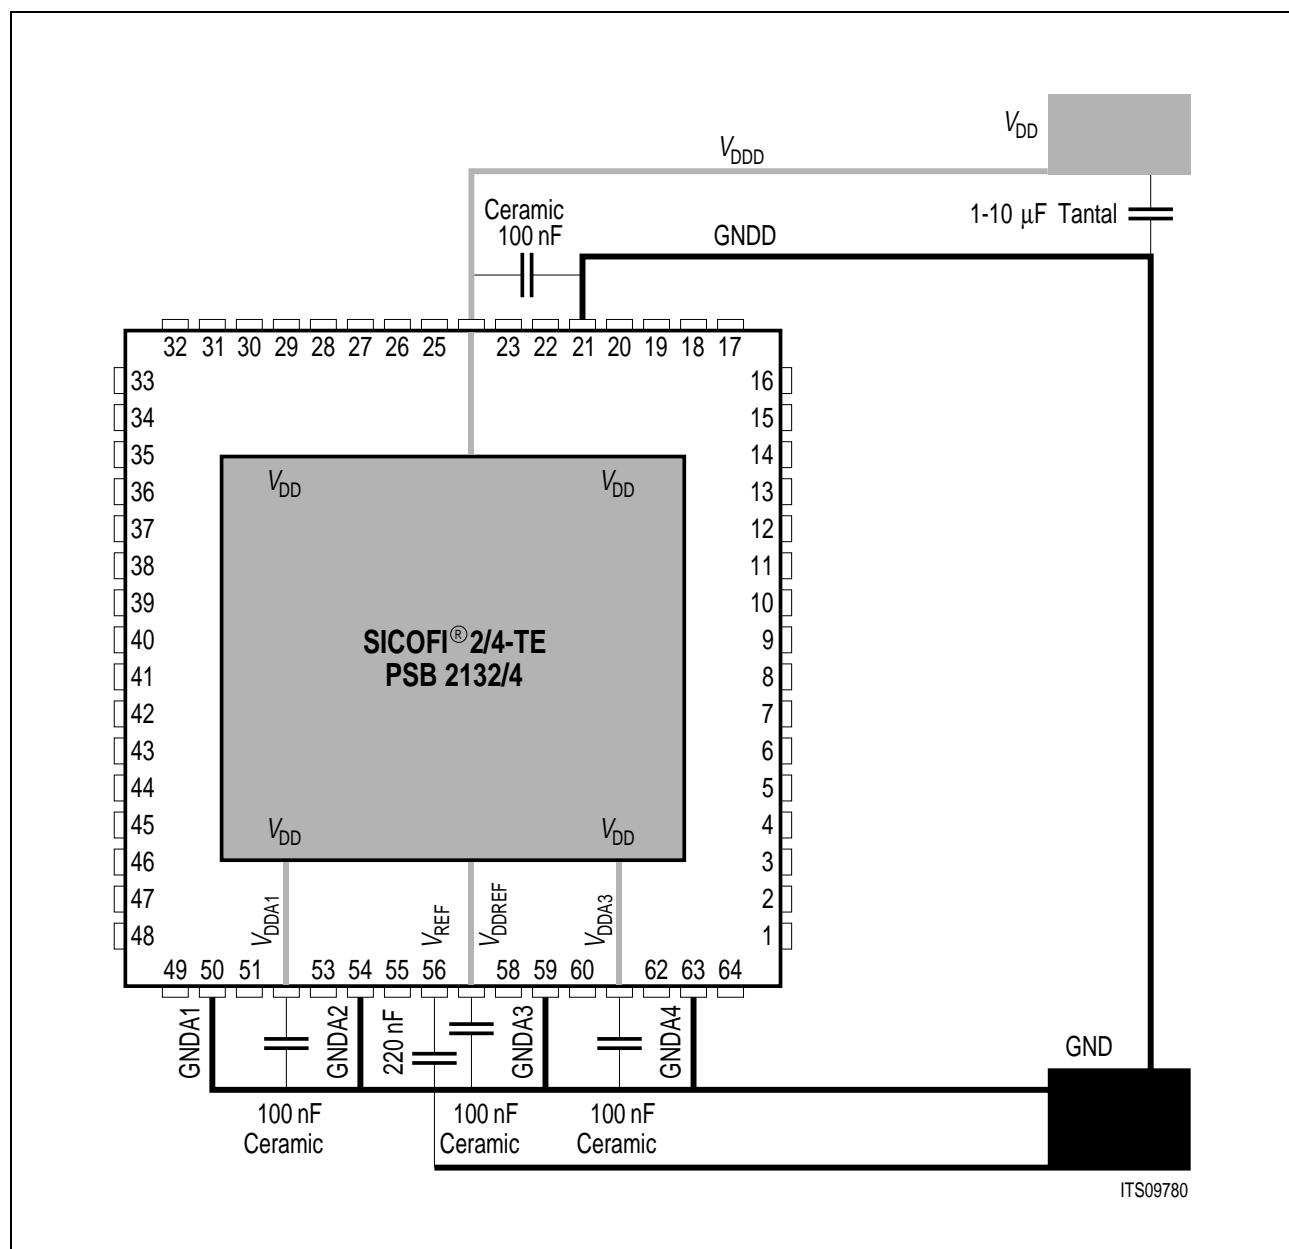 VDD
VDDD
1-10 μF Tantal
Ceramic
100 nF
GNDD
32 31 30 29 28 27 26 25 23 22 21 20 19 18 17
33
34
35
36
37
38
39
40
41
42
43
44
45
46
47
48
16
15
14
13
12
11
10
9
8
7
6
5
4
3
2
1
VDD VDD
SICOFI® 2/4-TE
PSB 2132/4
VDD VDD
VDDA1
VREF
VDDREF
VDDA3
49 50 51 53 54 55 56 58 59 60 62 63 64
GNDA1
GNDA2
220 nF
GNDA3
GNDA4
GND
100 nF
Ceramic
100 nF
Ceramic
100 nF
Ceramic
ITS09780